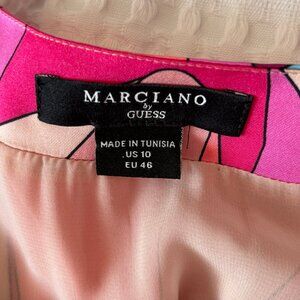 MARCIANO
by
GUESS
MADE IN TUNISIA
US 10
EU 46